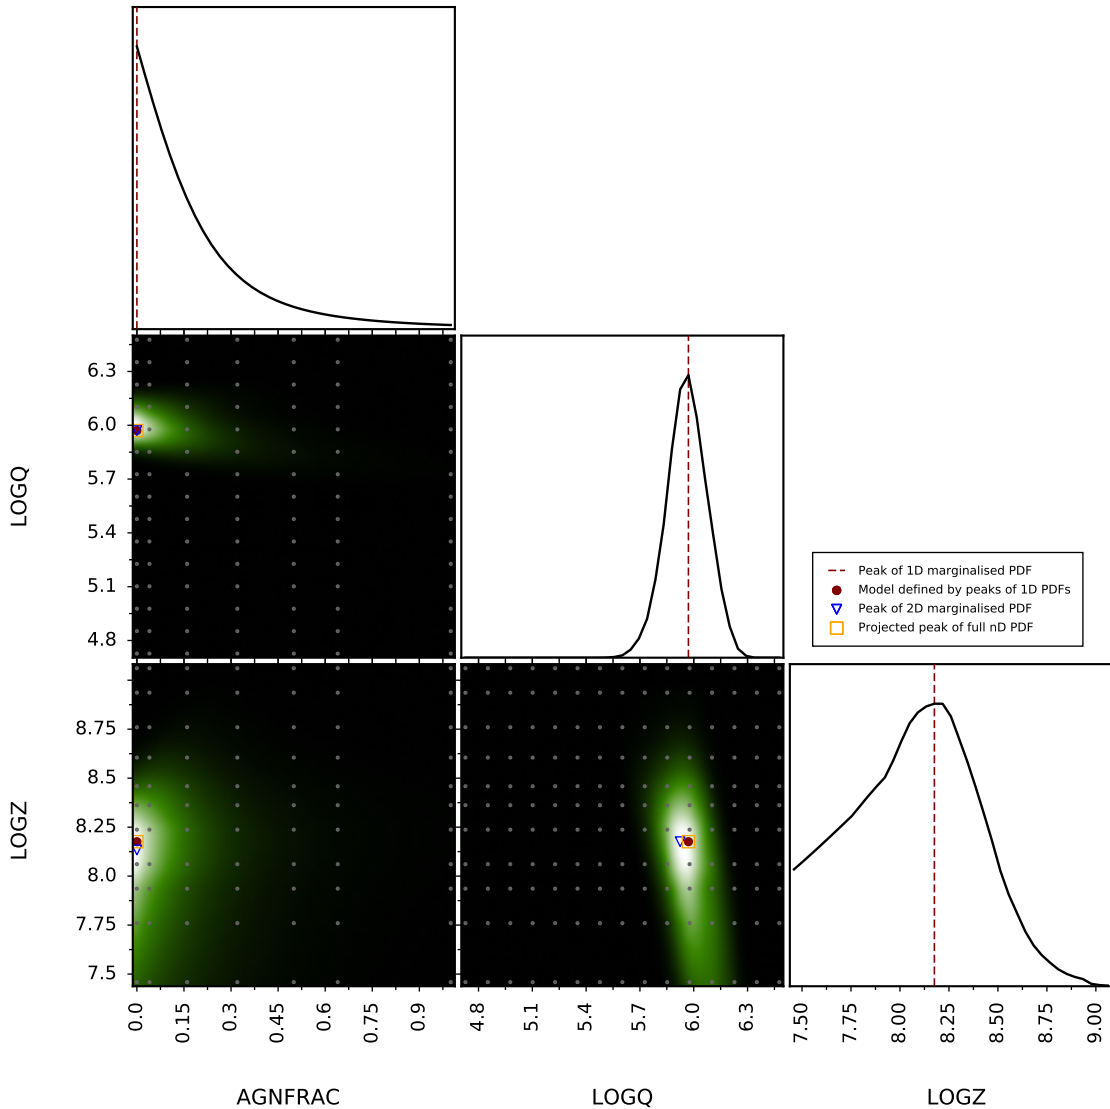 LOGQ
6.3
6.0
5.7
5.4
5.1
4.8
Peak of 1D marginalised PDF
Model defined by peaks of 1D PDFs
Peak of 2D marginalised PDF
Projected peak of full nD PDF
LOGZ
8.75
8.5
8.25
8.0
7.75
7.5
0.0 0.15 0.3 0.45 0.6 0.75 0.9
4.8 5.1 5.4 5.7 6.0 6.3
7.50 7.75 8.00 8.25 8.50 8.75 9.00
AGNFRAC
LOGQ
LOGZ